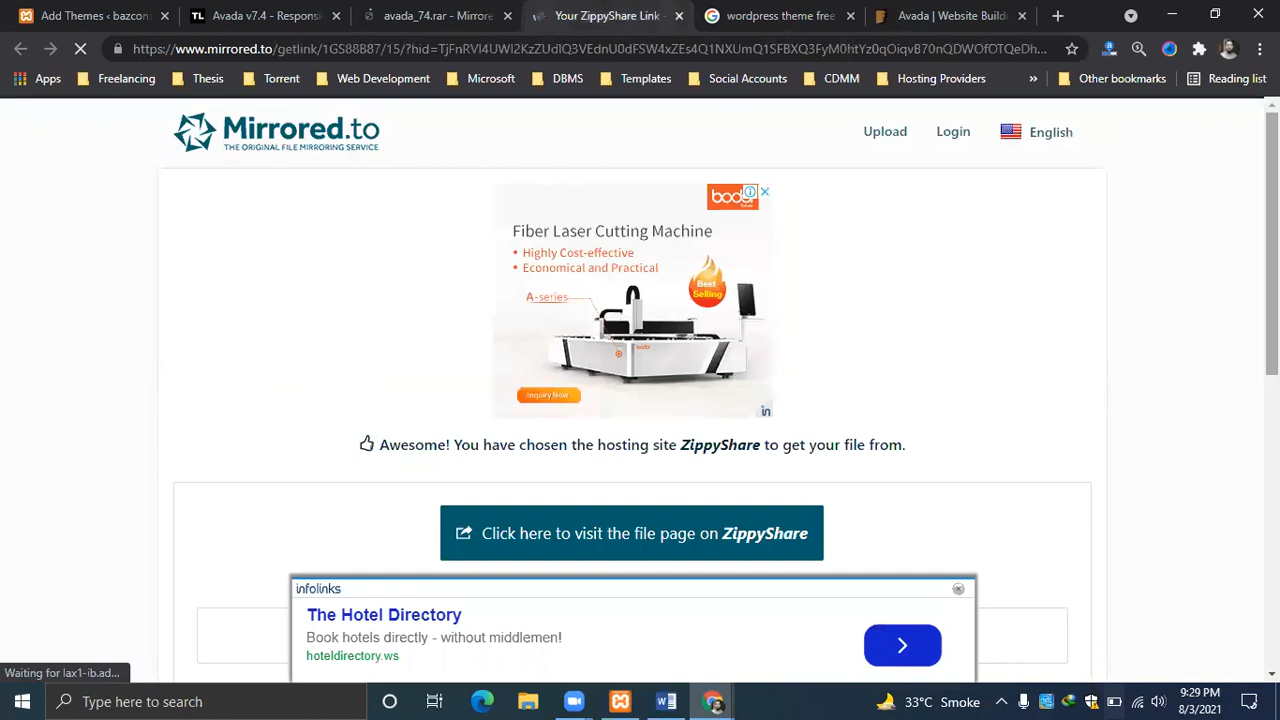 Add Themes ‹ bazcon
Avada v7.4 - Respons
avada_74.rar - Mirrore
Your ZippyShare Link -
wordpress theme free
Avada | Website Build
https://www.mirrored.to/getlink/1GS88B87/15/?hid=TjFnRVl4UWl2KzZUdlQ3VEdnU0dFSW4xZEs4Q1NXUmQ1SFBXQ3FyM0htYz0qOiqvB70nQDWOfOTQeDh...
Apps Freelancing Thesis Torrent Web Development Microsoft DBMS Templates Social Accounts CDMM Hosting Providers » Other bookmarks Reading list
Mirrored.to
THE ORIGINAL FILE MIRRORING SERVICE
Upload Login English
bodor
Fiber Laser Cutting Machine
• Highly Cost-effective
• Economical and Practical
Best
Selling
A-series
Inquiry Now
in
Awesome! You have chosen the hosting site ZippyShare to get your file from.
Click here to visit the file page on ZippyShare
infolinks
The Hotel Directory
Book hotels directly - without middlemen!
hoteldirectory.ws
Waiting for lax1-ib.ad...
Type here to search
33°C Smoke
9:29 PM
8/3/2021